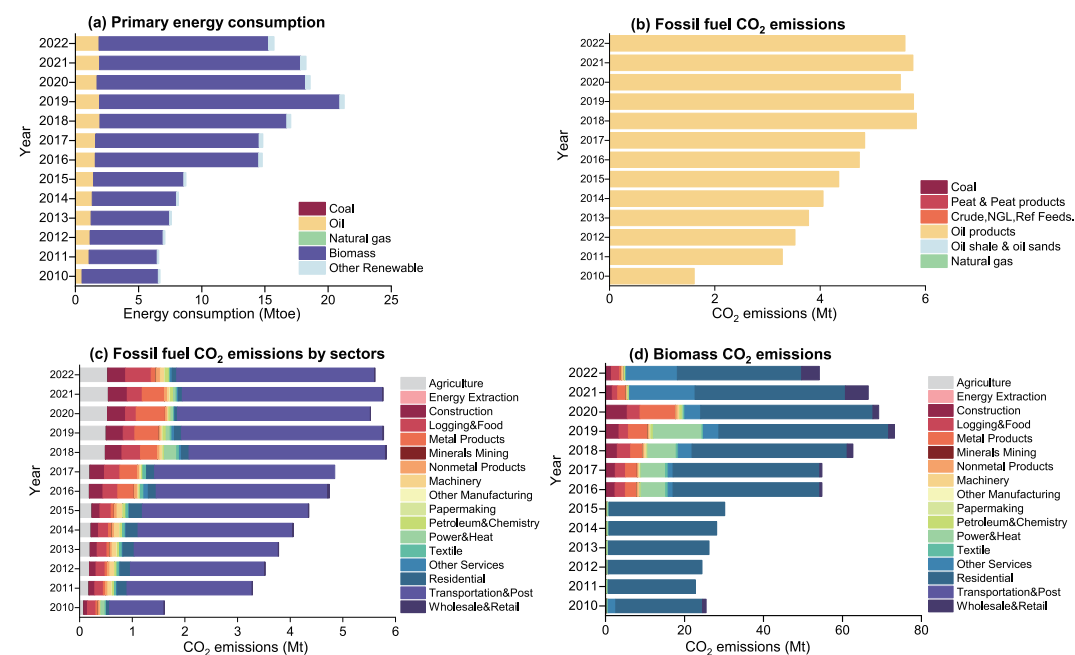 (a) Primary energy consumption
Year
2022
2021
2020
2019
2018
2017
2016
2015
2014
2013
2012
2011
2010
0 5 10 15 20 25
Energy consumption (Mtoe)
Coal
Oil
Natural gas
Biomass
Other Renewable
(b) Fossil fuel CO₂ emissions
Year
2022
2021
2020
2019
2018
2017
2016
2015
2014
2013
2012
2011
2010
0 2 4 6
CO₂ emissions (Mt)
Coal
Peat & Peat products
Crude,NGL,Ref Feeds.
Oil products
Oil shale & oil sands
Natural gas
(c) Fossil fuel CO₂ emissions by sectors
Year
2022
2021
2020
2019
2018
2017
2016
2015
2014
2013
2012
2011
2010
0 1 2 3 4 5 6
CO₂ emissions (Mt)
Agriculture
Energy Extraction
Construction
Logging&Food
Metal Products
Minerals Mining
Nonmetal Products
Machinery
Other Manufacturing
Papermaking
Petroleum&Chemistry
Power&Heat
Textile
Other Services
Residential
Transportation&Post
Wholesale&Retail
(d) Biomass CO₂ emissions
Year
2022
2021
2020
2019
2018
2017
2016
2015
2014
2013
2012
2011
2010
0 20 40 60 80
CO₂ emissions (Mt)
Agriculture
Energy Extraction
Construction
Logging&Food
Metal Products
Minerals Mining
Nonmetal Products
Machinery
Other Manufacturing
Papermaking
Petroleum&Chemistry
Power&Heat
Textile
Other Services
Residential
Transportation&Post
Wholesale&Retail